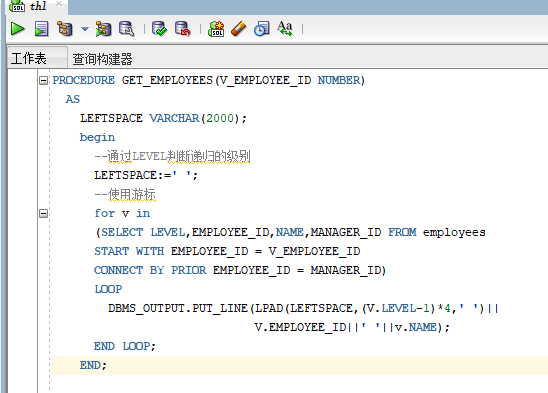 thl
SQL
Aa
工作表 查询构建器
PROCEDURE GET_EMPLOYEES(V_EMPLOYEE_ID NUMBER)
AS
LEFTSPACE VARCHAR(2000);
begin
--通过LEVEL判断递归的级别
LEFTSPACE:=' ';
--使用游标
for v in
(SELECT LEVEL,EMPLOYEE_ID,NAME,MANAGER_ID FROM employees
START WITH EMPLOYEE_ID = V_EMPLOYEE_ID
CONNECT BY PRIOR EMPLOYEE_ID = MANAGER_ID)
LOOP
DBMS_OUTPUT.PUT_LINE(LPAD(LEFTSPACE,(V.LEVEL-1)*4,' ')||
V.EMPLOYEE_ID||' '||v.NAME);
END LOOP;
END;